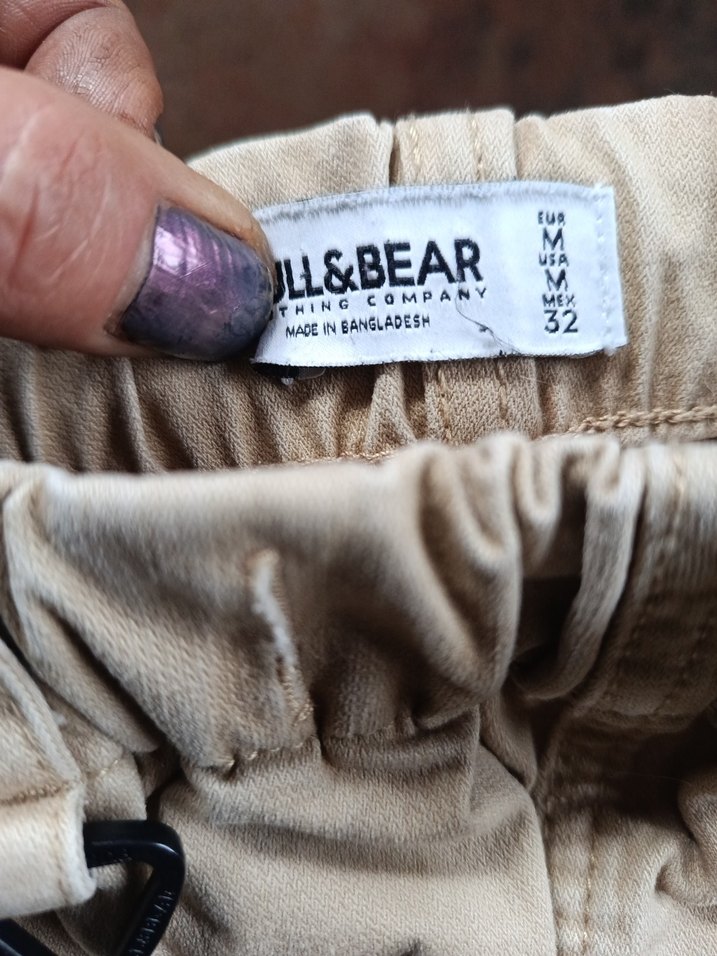 ULL&BEAR
THING COMPANY
MADE IN BANGLADESH
EUR
M
USA
M
MEX
32